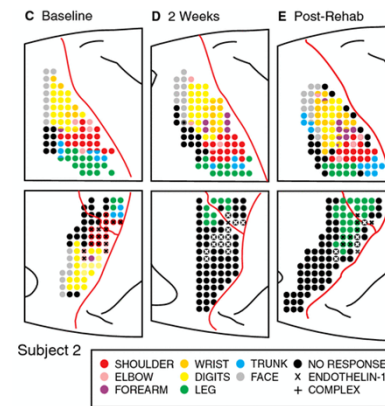 C Baseline
D 2 Weeks
E Post-Rehab
Subject 2
SHOULDER WRIST TRUNK NO RESPONSE
ELBOW DIGITS FACE x ENDOTHELIN-1
FOREARM LEG + COMPLEX